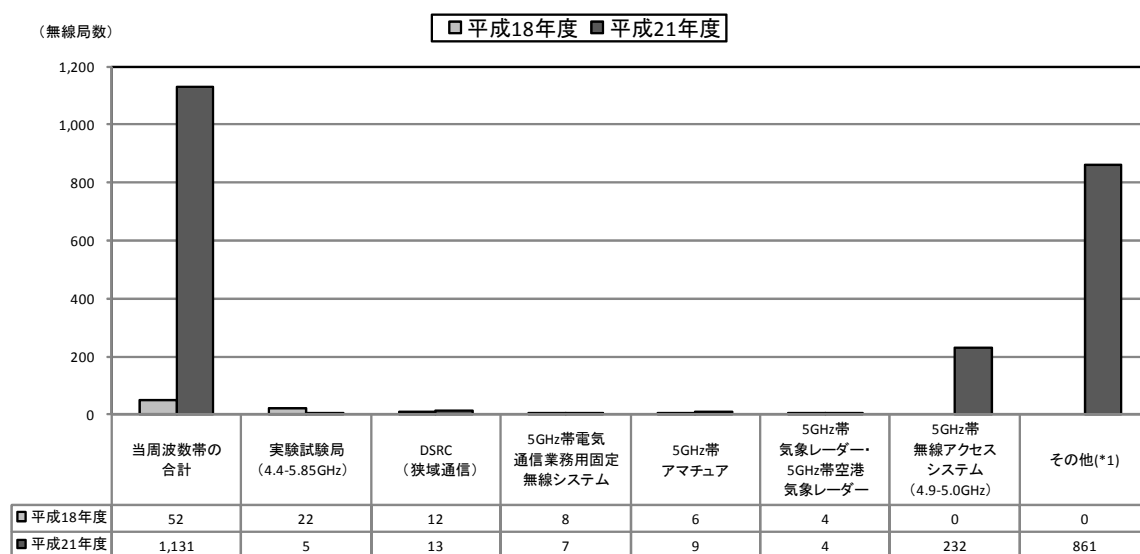 (無線局数)
平成18年度 平成21年度
1,200
1,000
800
600
400
200
0
当周波数帯の
合計
実験試験局
(4.4-5.85GHz)
DSRC
(狭域通信)
5GHz帯電気
通信業務用固定
無線システム
5GHz帯
アマチュア
5GHz帯
気象レーダー・
5GHz帯空港
気象レーダー
5GHz帯
無線アクセス
システム
(4.9-5.0GHz)
その他(*1)
平成18年度 52 22 12 8 6 4 0 0
平成21年度 1,131 5 13 7 9 4 232 861